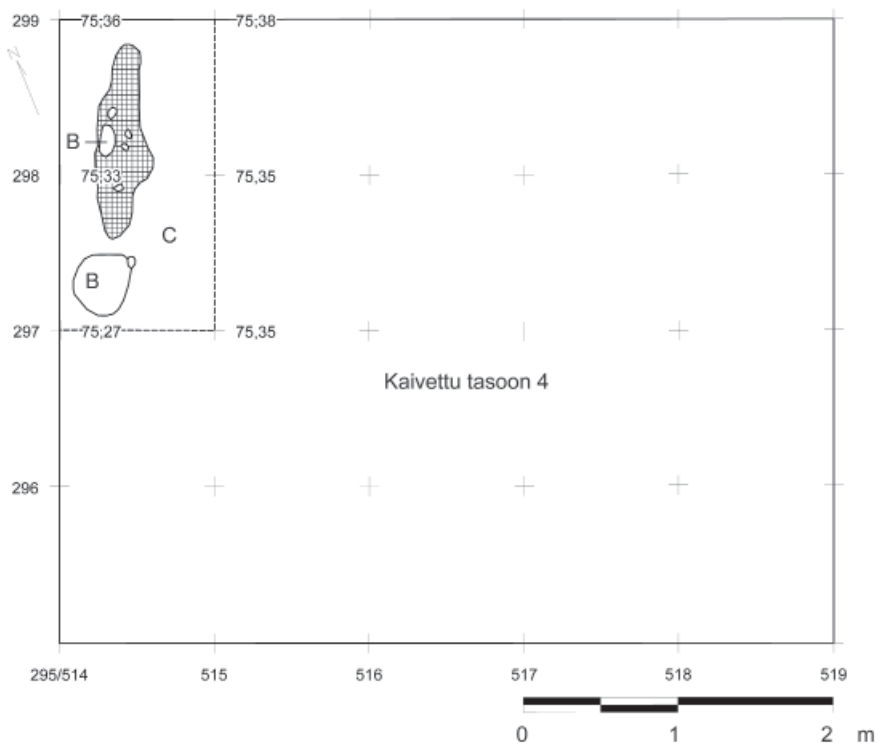 299 75;36 75;38
N
B
298 75;33 75,35
C
B
297 75;27 75,35
Kaivettu tasoon 4
296
295/514 515 516 517 518 519
0 1 2 m